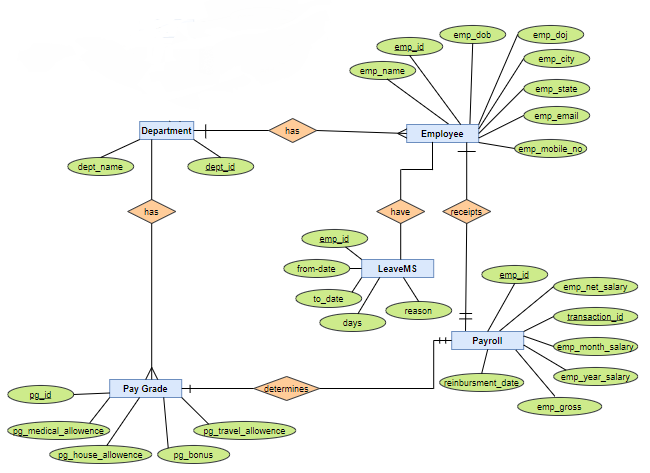 emp_dob
emp_doj
emp_id
emp_city
emp_name
emp_state
emp_email
Department
has
Employee
emp_mobile_no
dept_name
dept_id
has
have
receipts
emp_id
from-date
LeaveMS
emp_id
emp_net_salary
to_date
reason
days
transaction_id
Payroll
emp_month_salary
emp_year_salary
reinbursment_date
pg_id
Pay Grade
determines
emp_gross
pg_medical_allowence
pg_travel_allowence
pg_house_allowence
pg_bonus